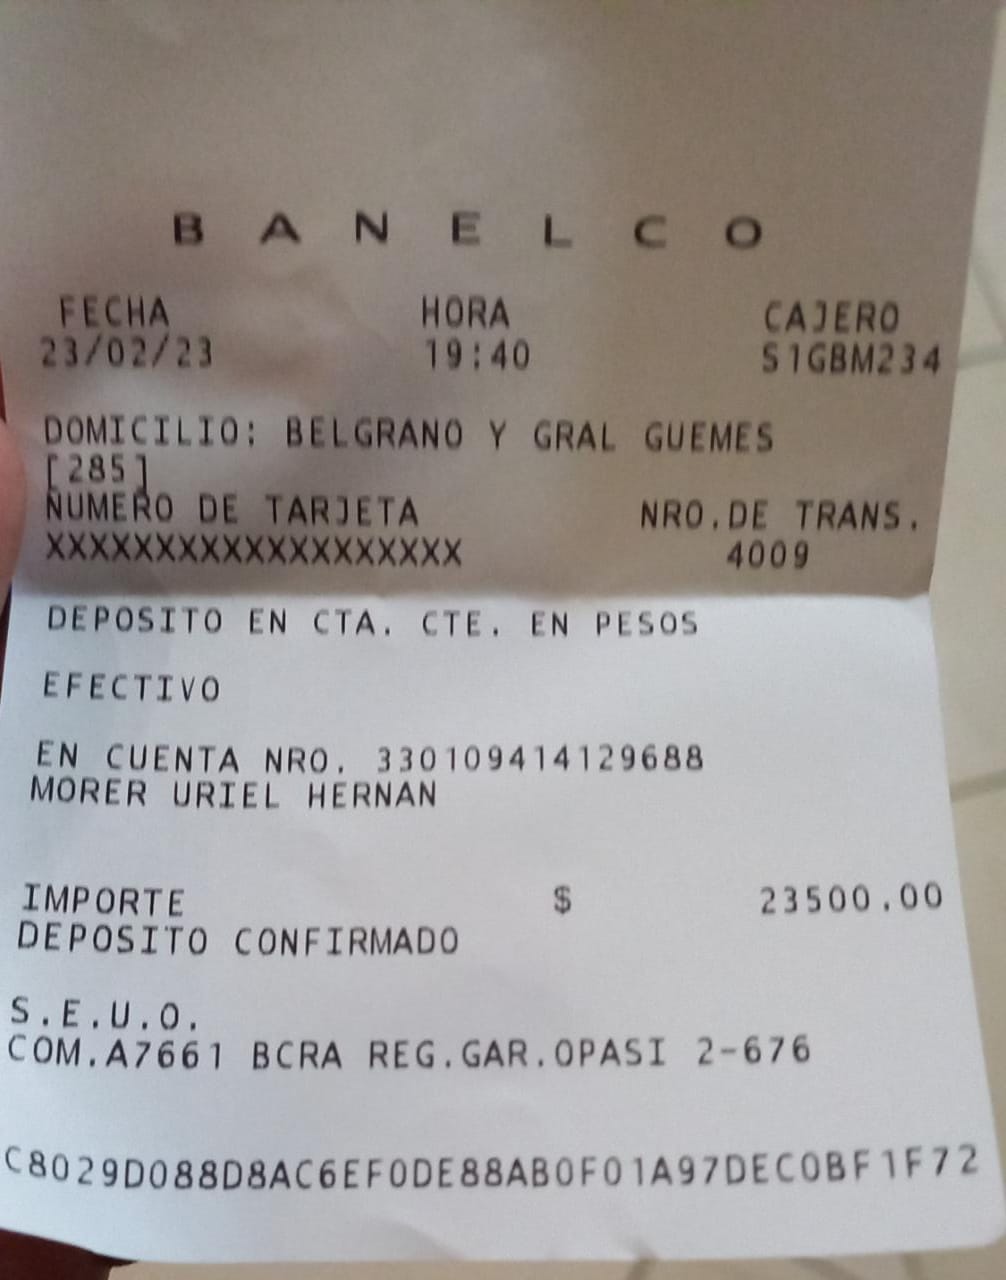 B A N E L C O
FECHA HORA CAJERO
23/02/23 19:40 S1GBM234
DOMICILIO: BELGRANO Y GRAL GUEMES
[285]
NUMERO DE TARJETA NRO.DE TRANS.
XXXXXXXXXXXXXXXXXXX 4009
DEPOSITO EN CTA. CTE. EN PESOS
EFECTIVO
EN CUENTA NRO. 330109414129688
MORER URIEL HERNAN
IMPORTE $ 23500.00
DEPOSITO CONFIRMADO
S.E.U.O.
COM.A7661 BCRA REG.GAR.OPASI 2-676
C8029D088D8AC6EF0DE88AB0F01A97DEC0BF1F72